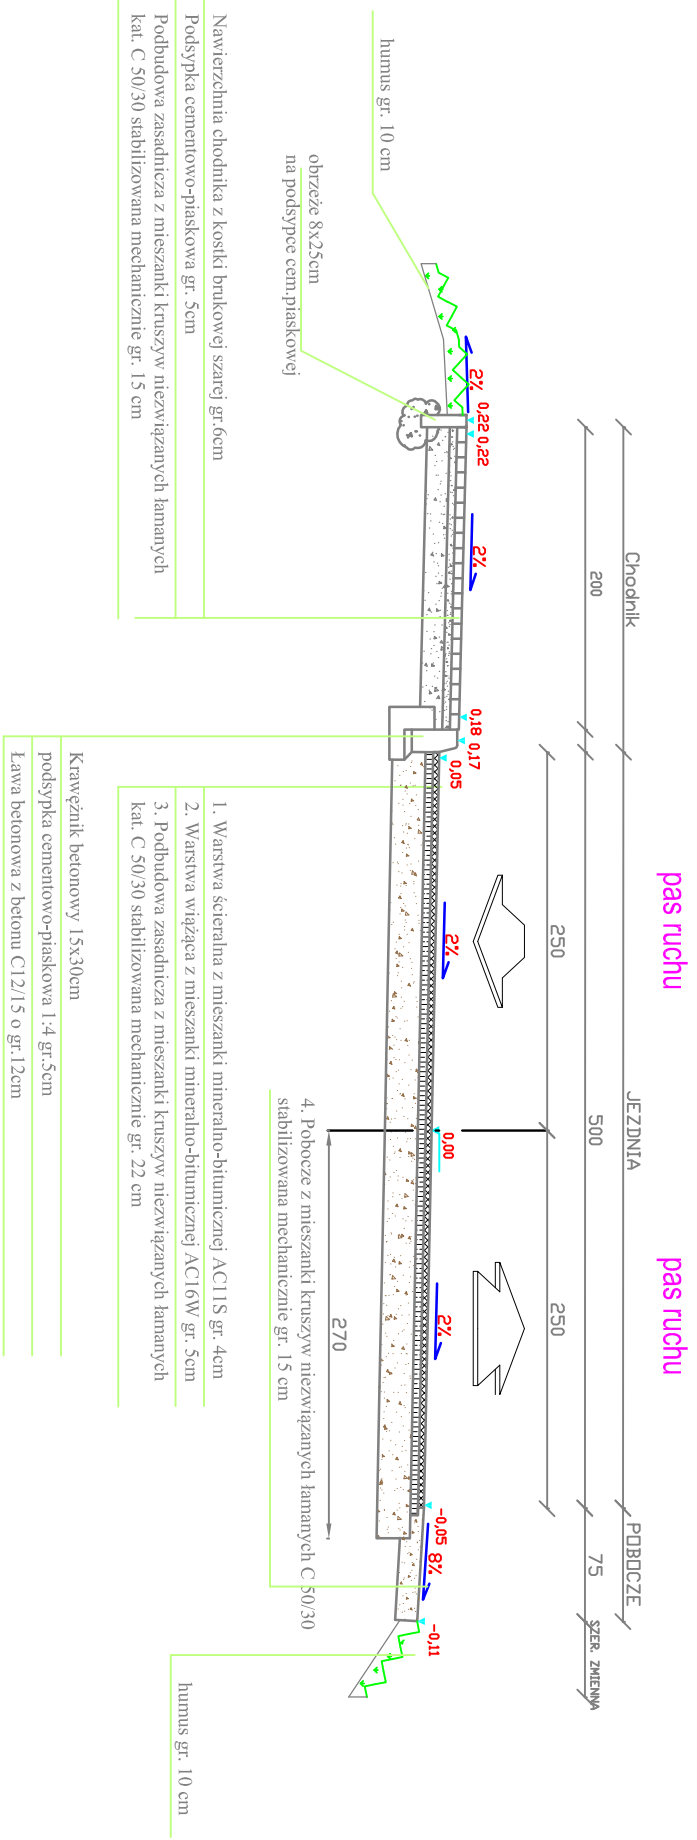 pas ruchu
pas ruchu
Chodnik
JEZDNIA
POBOCZE
200
500
75
SZER. ZMIENNA
250
250
2%
0,22
0,22
2%
0,18
0,17
0,05
2%
0,00
2%
-0,05
8%
-0,11
humus gr. 10 cm
270
obrzeże 8x25cm
na podsypce cem.piaskowej
4. Pobocze z mieszanki kruszyw niezwiązanych łamanych C 50/30
stabilizowana mechanicznie gr. 15 cm
Nawierzchnia chodnika z kostki brukowej szarej gr.6cm
Podsypka cementowo-piaskowa gr. 5cm
Podbudowa zasadnicza z mieszanki kruszyw niezwiązanych łamanych
kat. C 50/30 stabilizowana mechanicznie gr. 15 cm
1. Warstwa ścieralna z mieszanki mineralno-bitumicznej AC11S gr. 4cm
2. Warstwa wiążąca z mieszanki mineralno-bitumicznej AC16W gr. 5cm
3. Podbudowa zasadnicza z mieszanki kruszyw niezwiązanych łamanych
kat. C 50/30 stabilizowana mechanicznie gr. 22 cm
humus gr. 10 cm
Krawężnik betonowy 15x30cm
podsypka cementowo-piaskowa 1:4 gr.5cm
Ława betonowa z betonu C12/15 o gr.12cm